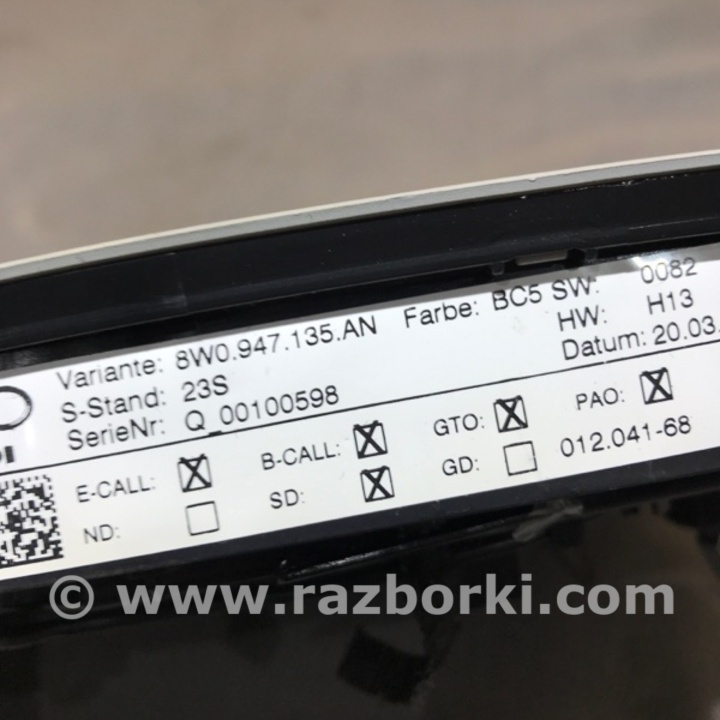 Variante: 8W0.947.135.AN Farbe: BC5 SW: 0082
S-Stand: 23S HW: H13
SerieNr: Q_00100598 Datum: 20.03.
E-CALL: B-CALL: GTO: PAO:
ND: SD: GD: 012.041-68
© www.razborki.com